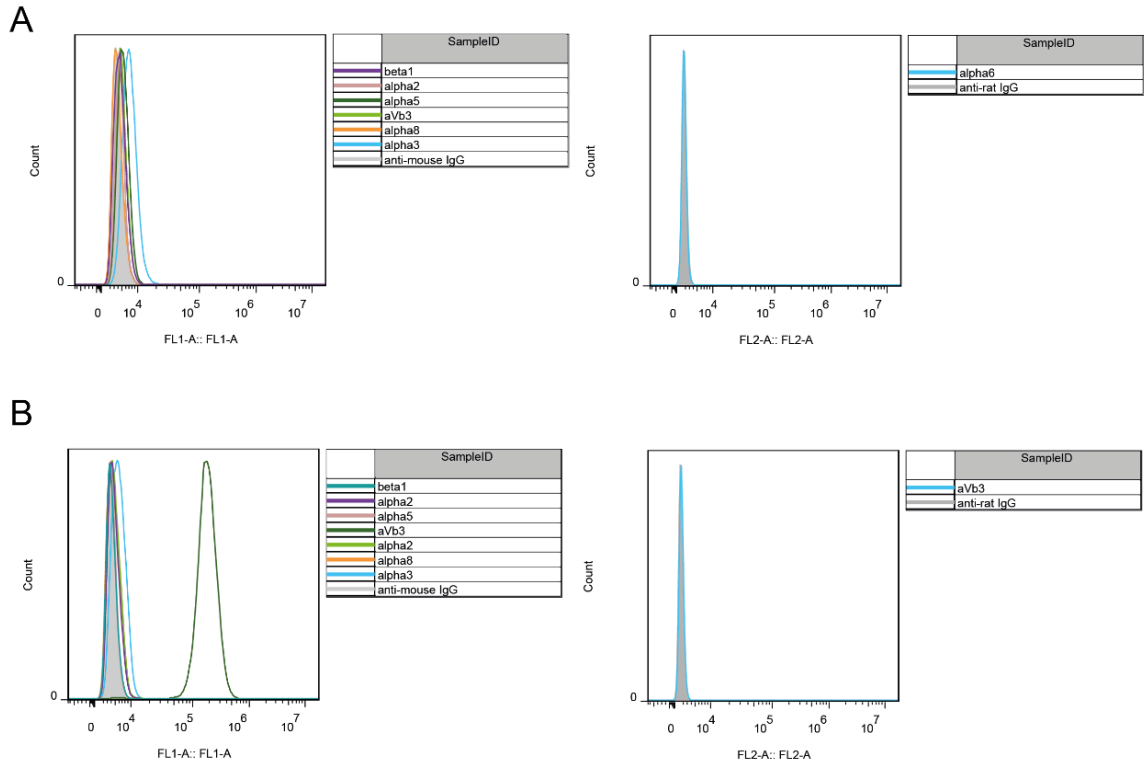 A
SampleID
beta1
alpha2
alpha5
aVb3
alpha8
alpha3
anti-mouse IgG
Count
0
0 10^4 10^5 10^6 10^7
FL1-A:: FL1-A
SampleID
alpha6
anti-rat IgG
Count
0
0 10^4 10^5 10^6 10^7
FL2-A:: FL2-A
B
SampleID
beta1
alpha2
alpha5
aVb3
alpha2
alpha8
alpha3
anti-mouse IgG
Count
0
0 10^4 10^5 10^6 10^7
FL1-A:: FL1-A
SampleID
aVb3
anti-rat IgG
Count
0
0 10^4 10^5 10^6 10^7
FL2-A:: FL2-A